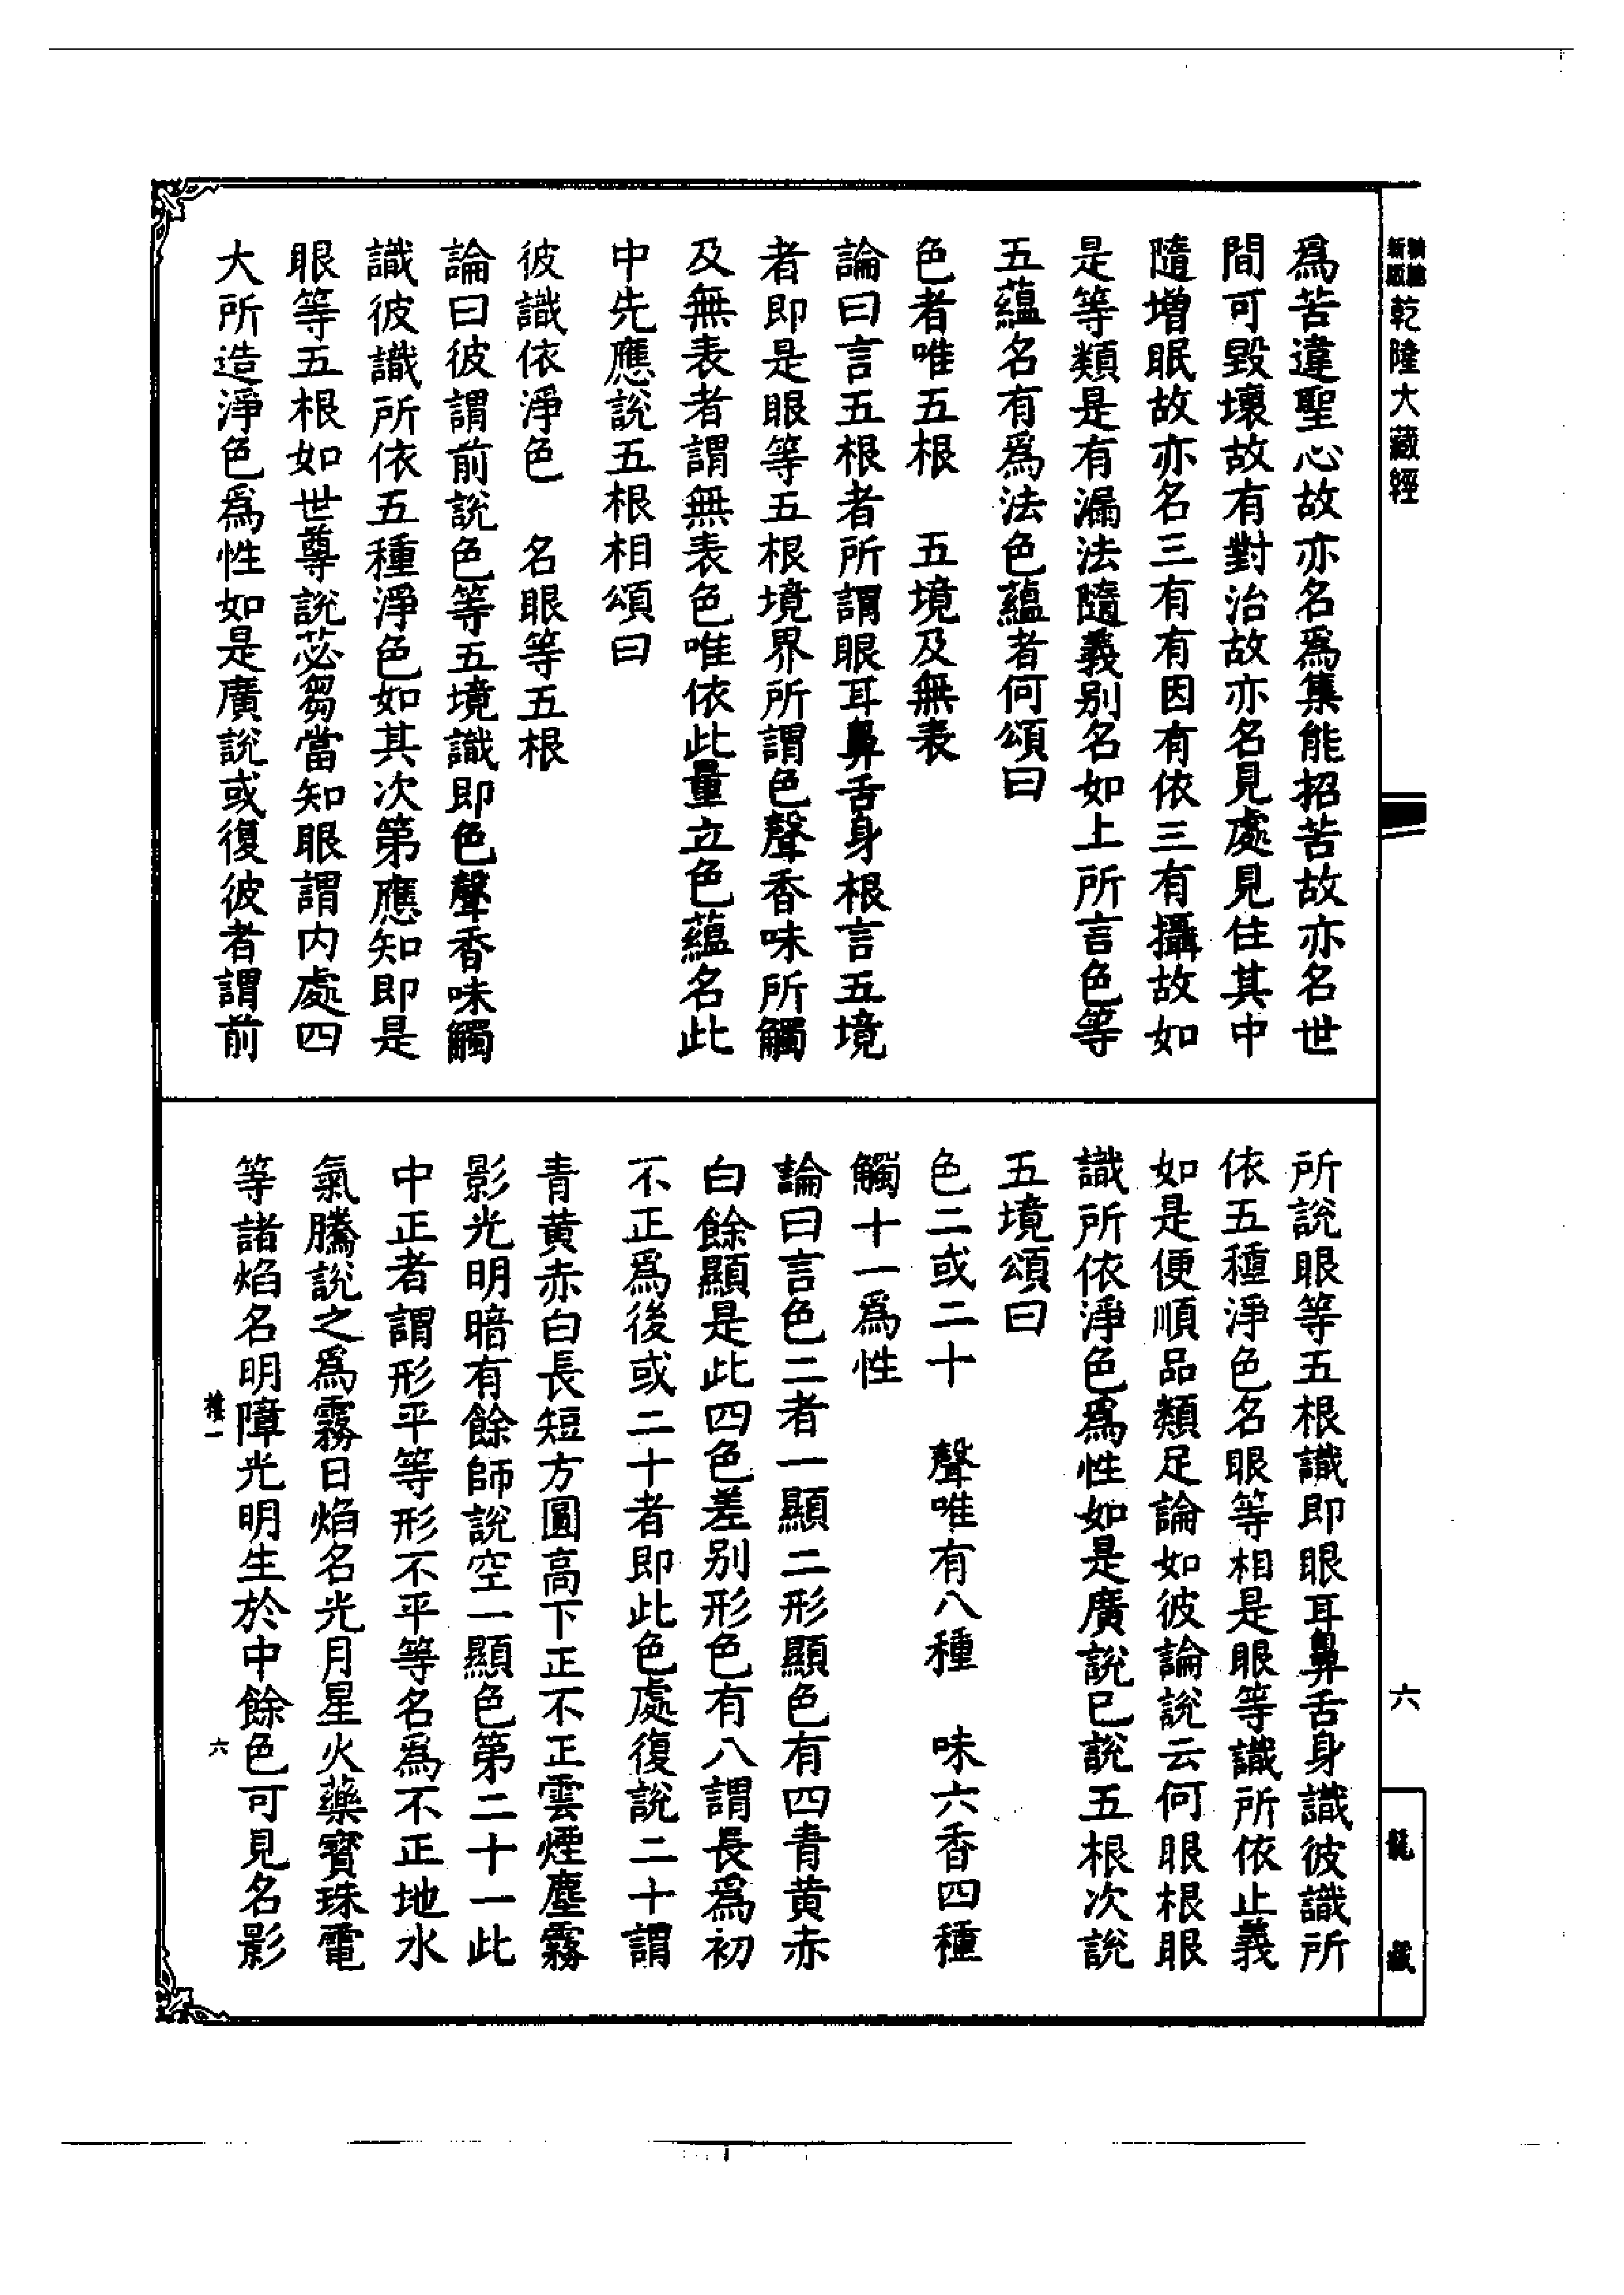 乾隆大藏經
六
龍藏
爲苦違聖心故亦名爲集能招苦故亦名世
間可毀壞故有對治故亦名見處見住其中
隨增眠故亦名三有有因有依三有攝故如
是等類是有漏法隨義别名如上所言色等
五蘊名有爲法色蘊者何頌曰
色者唯五根　五境及無表
論曰言五根者所謂眼耳鼻舌身根言五境
者即是眼等五根境界所謂色聲香味所觸
及無表者謂無表色唯依此量立色蘊名此
中先應說五根相頌曰
彼識依淨色　名眼等五根
論曰彼謂前說色等五境識即色聲香味觸
識彼識所依五種淨色如其次第應知即是
眼等五根如世尊說苾芻當知眼謂內處四
大所造淨色爲性如是廣說或復彼者謂前
所說眼等五根識即眼耳鼻舌身識彼識所
依五種淨色名眼等相是眼等識所依止義
如是便順品類足論如彼論說云何眼根眼
識所依淨色爲性如是廣說已說五根次說
五境頌曰
色二或二十　聲唯有八種　味六香四種
觸十一爲性
論曰言色二者一顯二形顯色有四青黃赤
白餘顯是此四色差别形色有八謂長爲初
不正爲後或二十者即此色處復說二十謂
青黃赤白長短方圓高下正不正雲煙塵霧
影光明暗有餘師說空一顯色第二十一此
中正者謂形平等形不平等名爲不正地水
氣騰說之爲霧日焰名光月星火藥寶珠電
等諸焰名明障光明生於中餘色可見名影
六